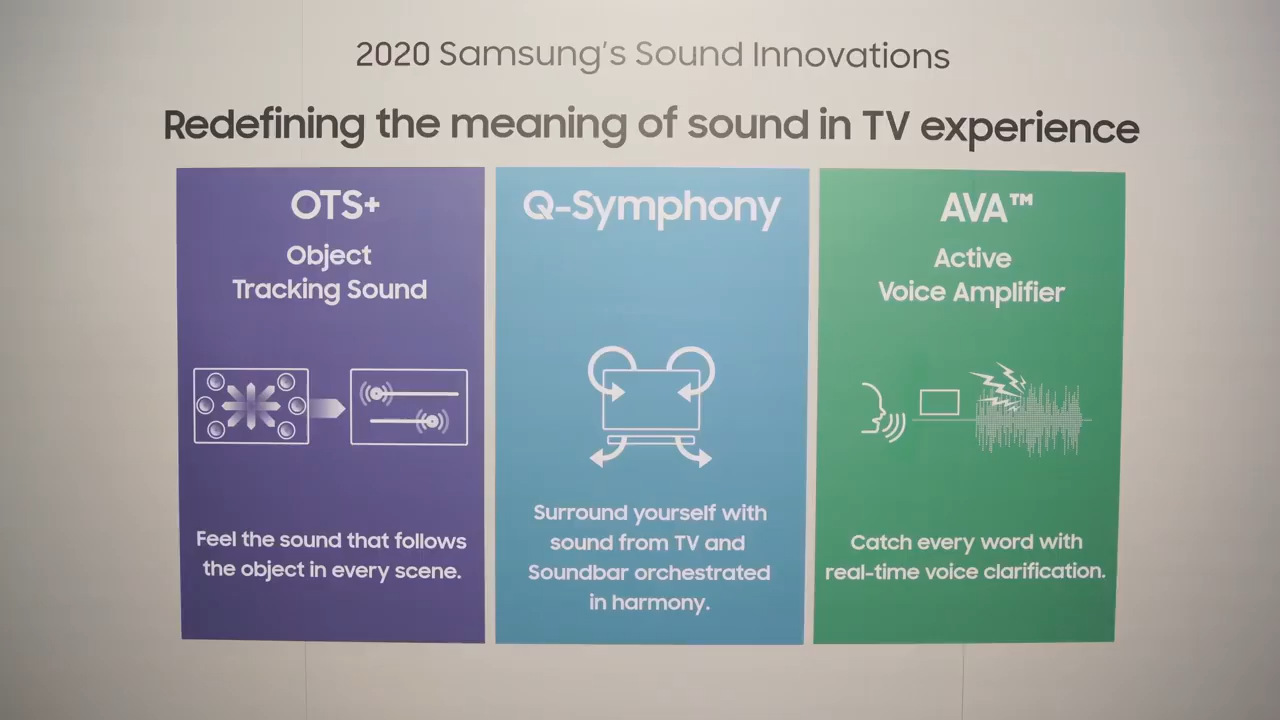 2020 Samsung's Sound Innovations
Redefining the meaning of sound in TV experience
OTS+
Object
Tracking Sound
Feel the sound that follows
the object in every scene.
Q-Symphony
Surround yourself with
sound from TV and
Soundbar orchestrated
in harmony.
AVA™
Active
Voice Amplifier
Catch every word with
real-time voice clarification.